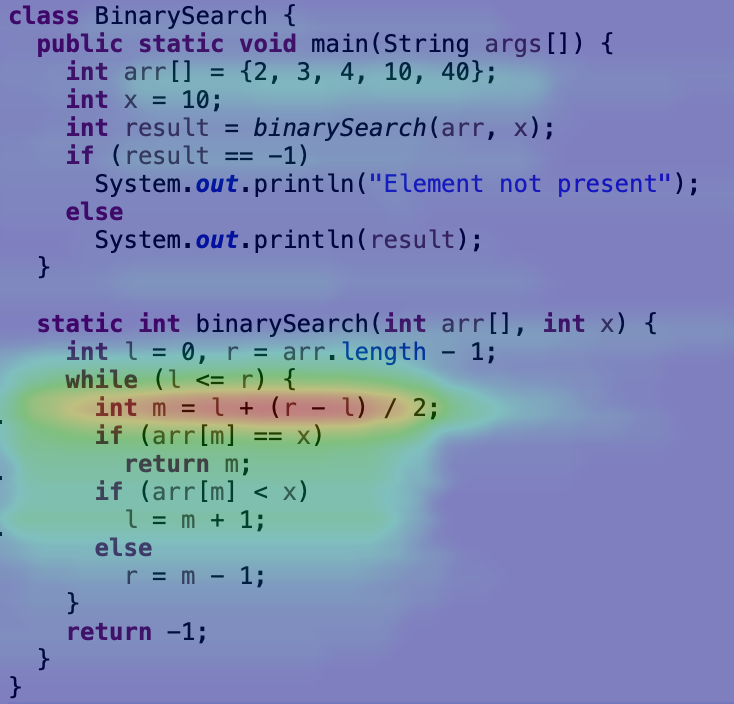 class BinarySearch {
  public static void main(String args[]) {
    int arr[] = {2, 3, 4, 10, 40};
    int x = 10;
    int result = binarySearch(arr, x);
    if (result == -1)
      System.out.println("Element not present");
    else
      System.out.println(result);
  }

  static int binarySearch(int arr[], int x) {
    int l = 0, r = arr.length - 1;
    while (l <= r) {
      int m = l + (r - l) / 2;
      if (arr[m] == x)
        return m;
      if (arr[m] < x)
        l = m + 1;
      else
        r = m - 1;
    }
    return -1;
  }
}